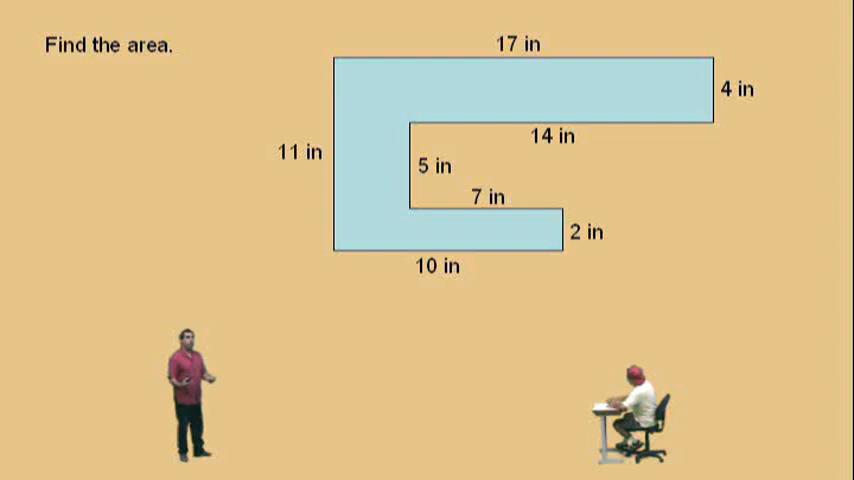 Find the area.
17 in
4 in
14 in
11 in
5 in
7 in
2 in
10 in